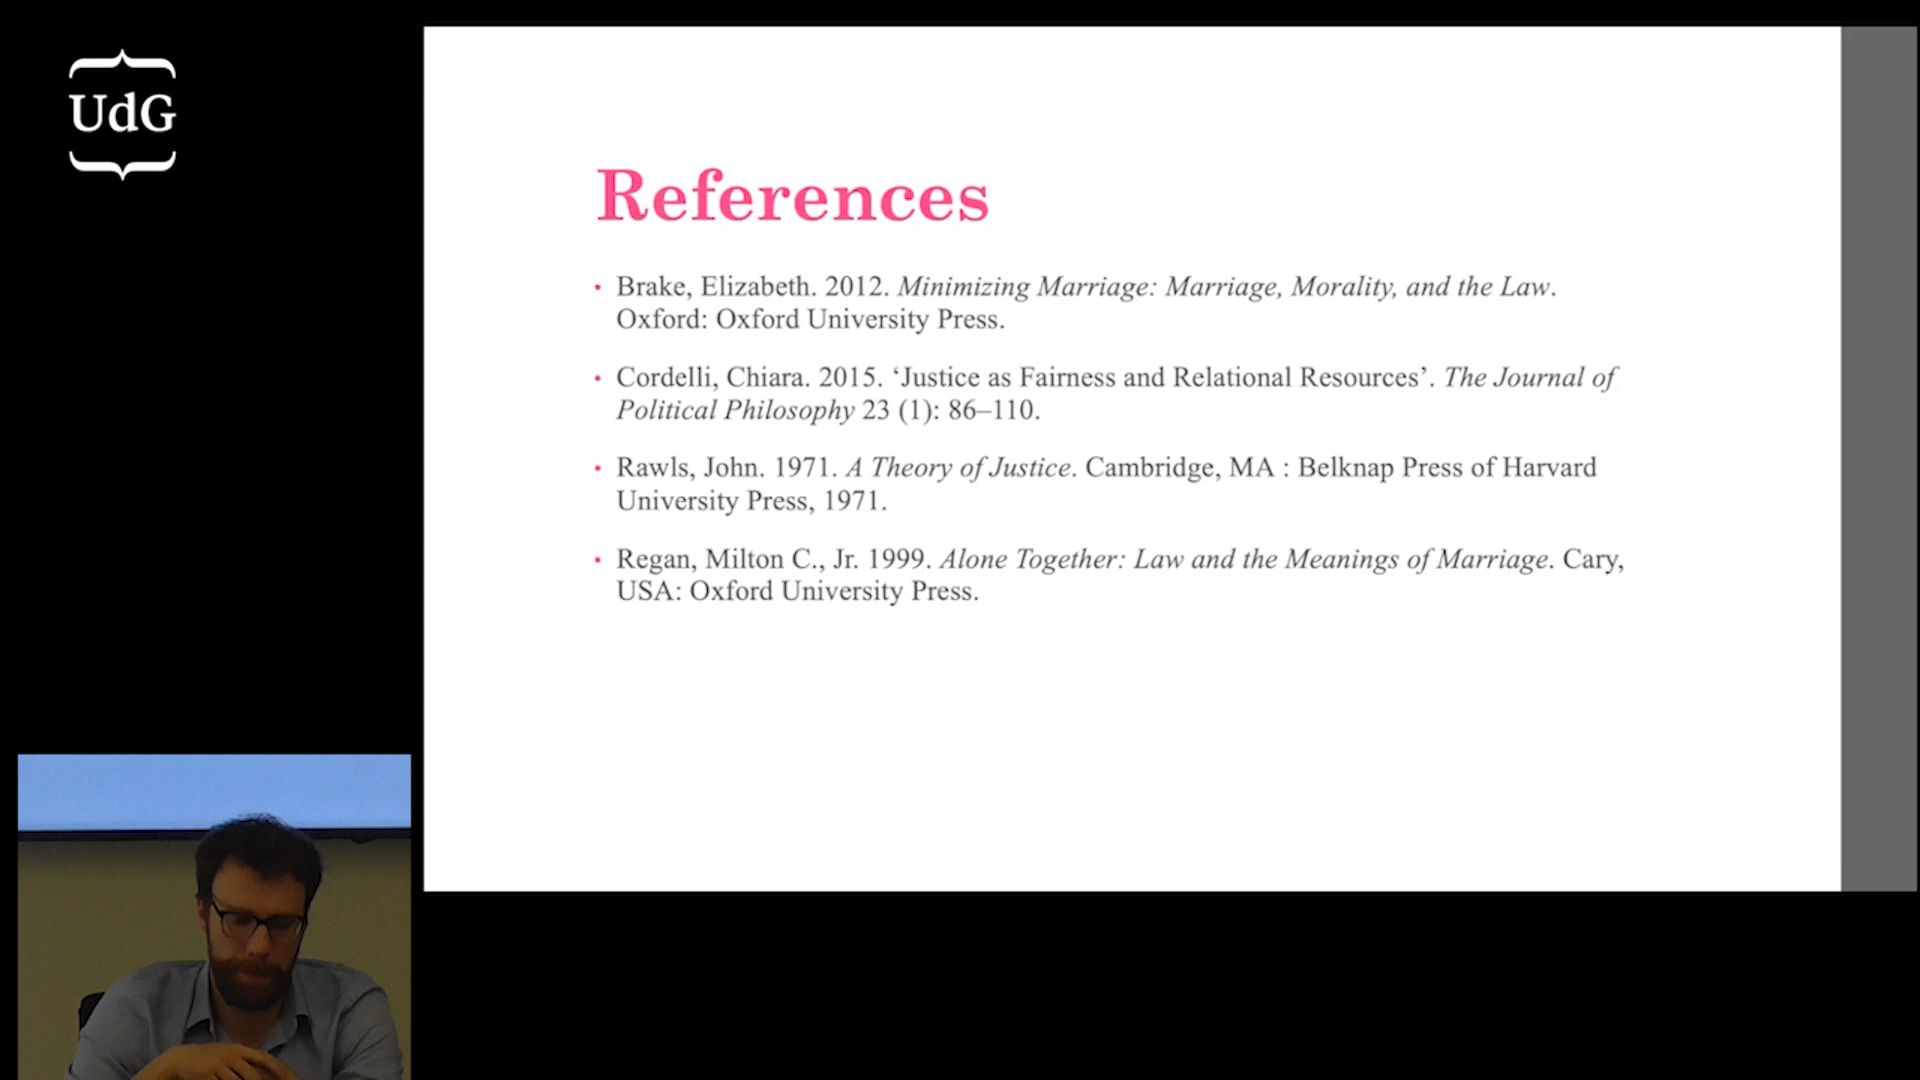 UdG
References
• Brake, Elizabeth. 2012. Minimizing Marriage: Marriage, Morality, and the Law.
Oxford: Oxford University Press.
• Cordelli, Chiara. 2015. ‘Justice as Fairness and Relational Resources’. The Journal of
Political Philosophy 23 (1): 86–110.
• Rawls, John. 1971. A Theory of Justice. Cambridge, MA : Belknap Press of Harvard
University Press, 1971.
• Regan, Milton C., Jr. 1999. Alone Together: Law and the Meanings of Marriage. Cary,
USA: Oxford University Press.